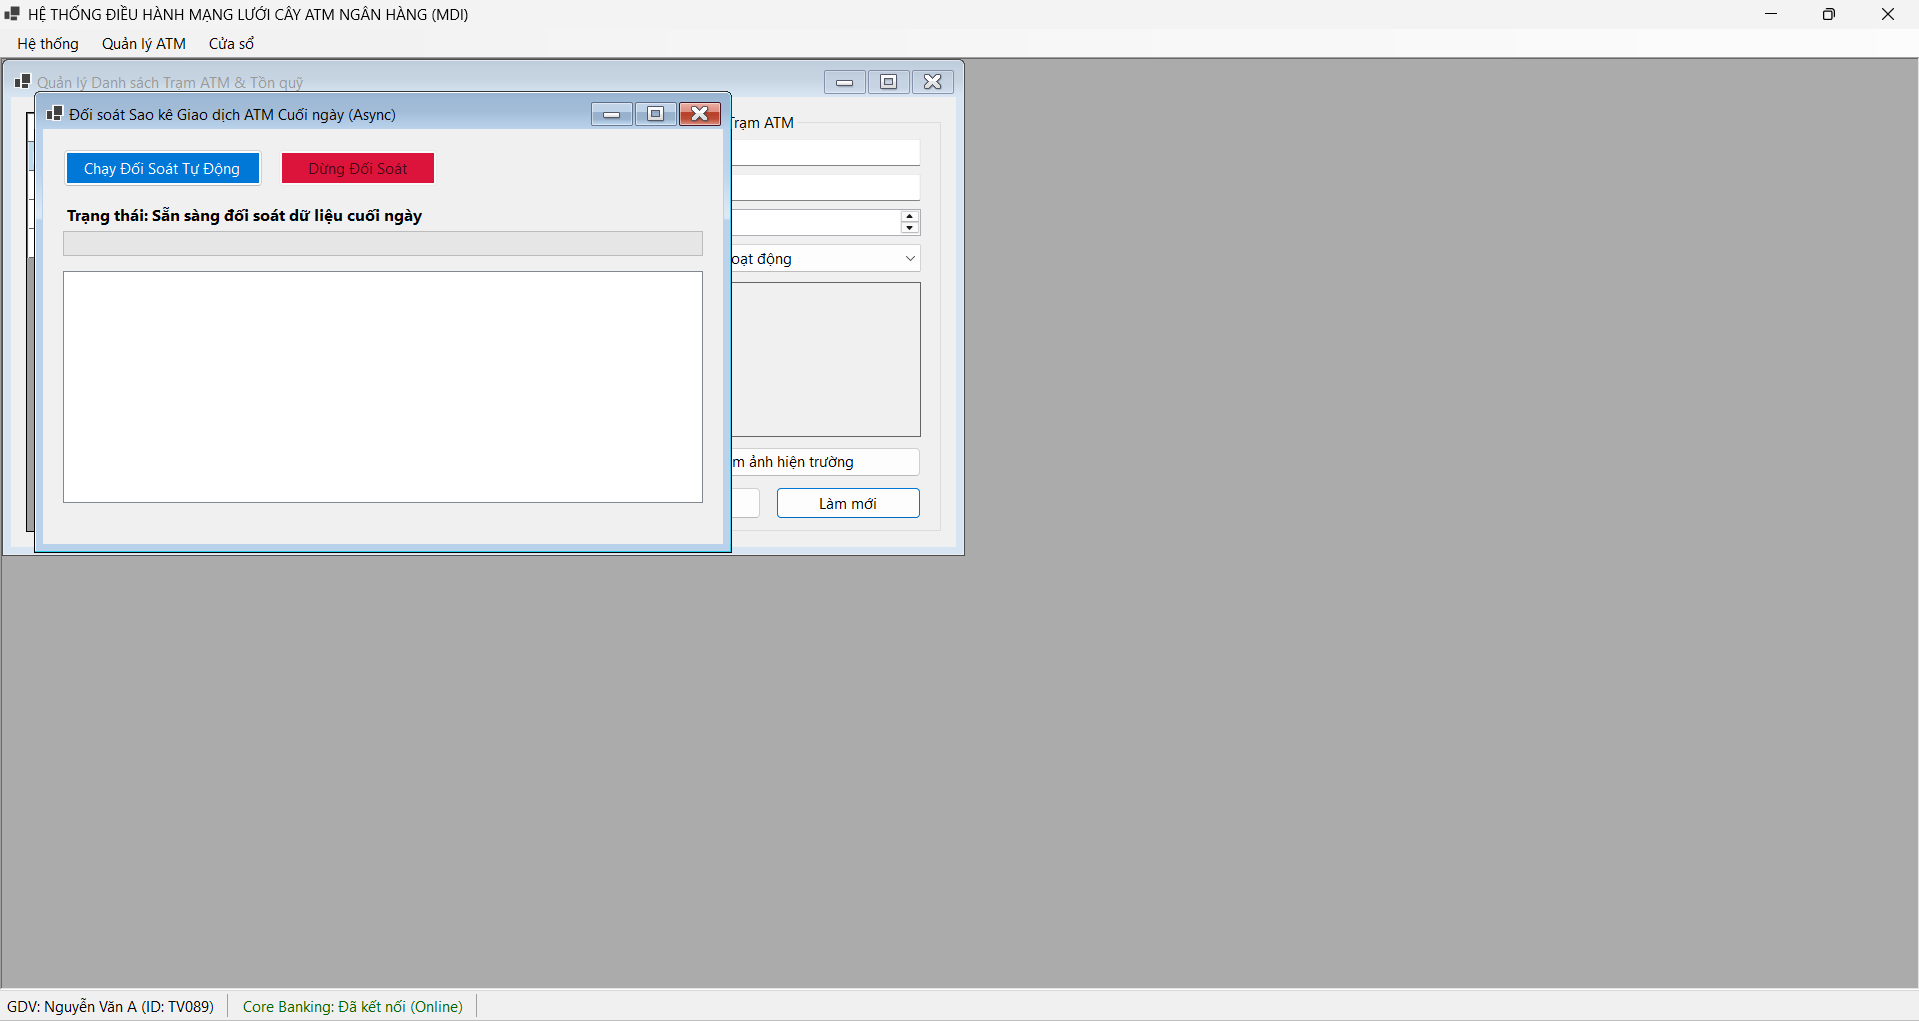 HỆ THỐNG ĐIỀU HÀNH MẠNG LƯỚI CÂY ATM NGÂN HÀNG (MDI)
Hệ thống Quản lý ATM Cửa sổ
Quản lý Danh sách Trạm ATM & Tồn quỹ
Đối soát Sao kê Giao dịch ATM Cuối ngày (Async)
Trạm ATM
Chạy Đối Soát Tự Động Dừng Đối Soát
Trạng thái: Sẵn sàng đối soát dữ liệu cuối ngày
oạt động
m ảnh hiện trường
Làm mới
GDV: Nguyễn Văn A (ID: TV089) Core Banking: Đã kết nối (Online)